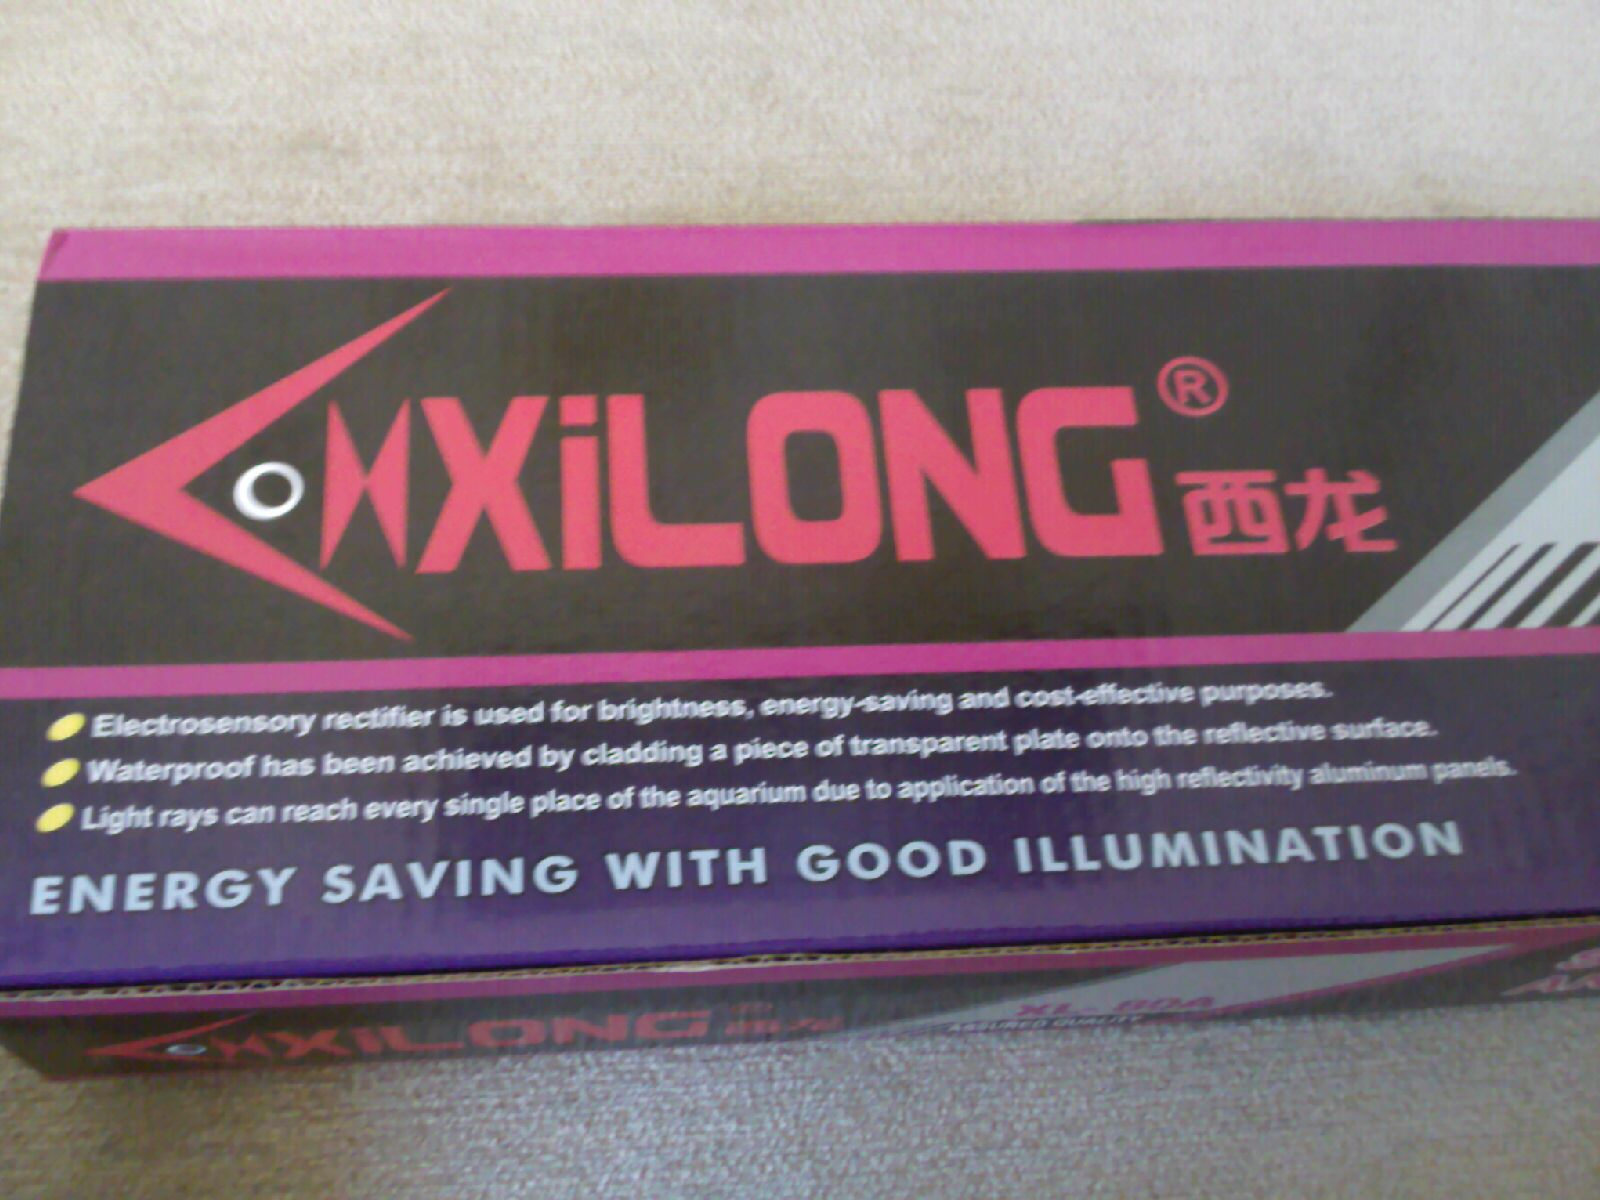 XiLONG®
西龙
Electrosensory rectifier is used for brightness, energy-saving and cost-effective purposes.
Waterproof has been achieved by cladding a piece of transparent plate onto the reflective surface.
Light rays can reach every single place of the aquarium due to application of the high reflectivity aluminum panels.
ENERGY SAVING WITH GOOD ILLUMINATION
XiLONG 西龙
ASSURED QUALITY